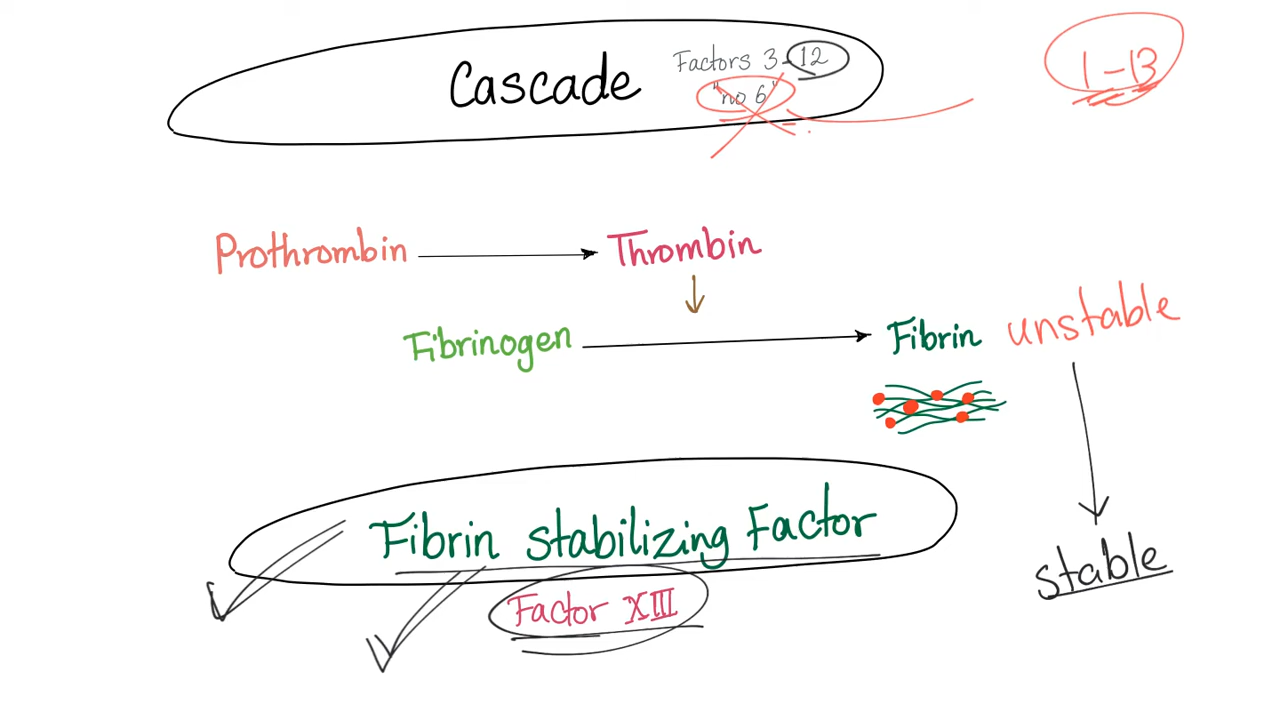 Cascade
Factors 3-12
"no 6"
1-13
Prothrombin
Thrombin
Fibrinogen
Fibrin
unstable
Fibrin stabilizing Factor
stable
Factor XIII